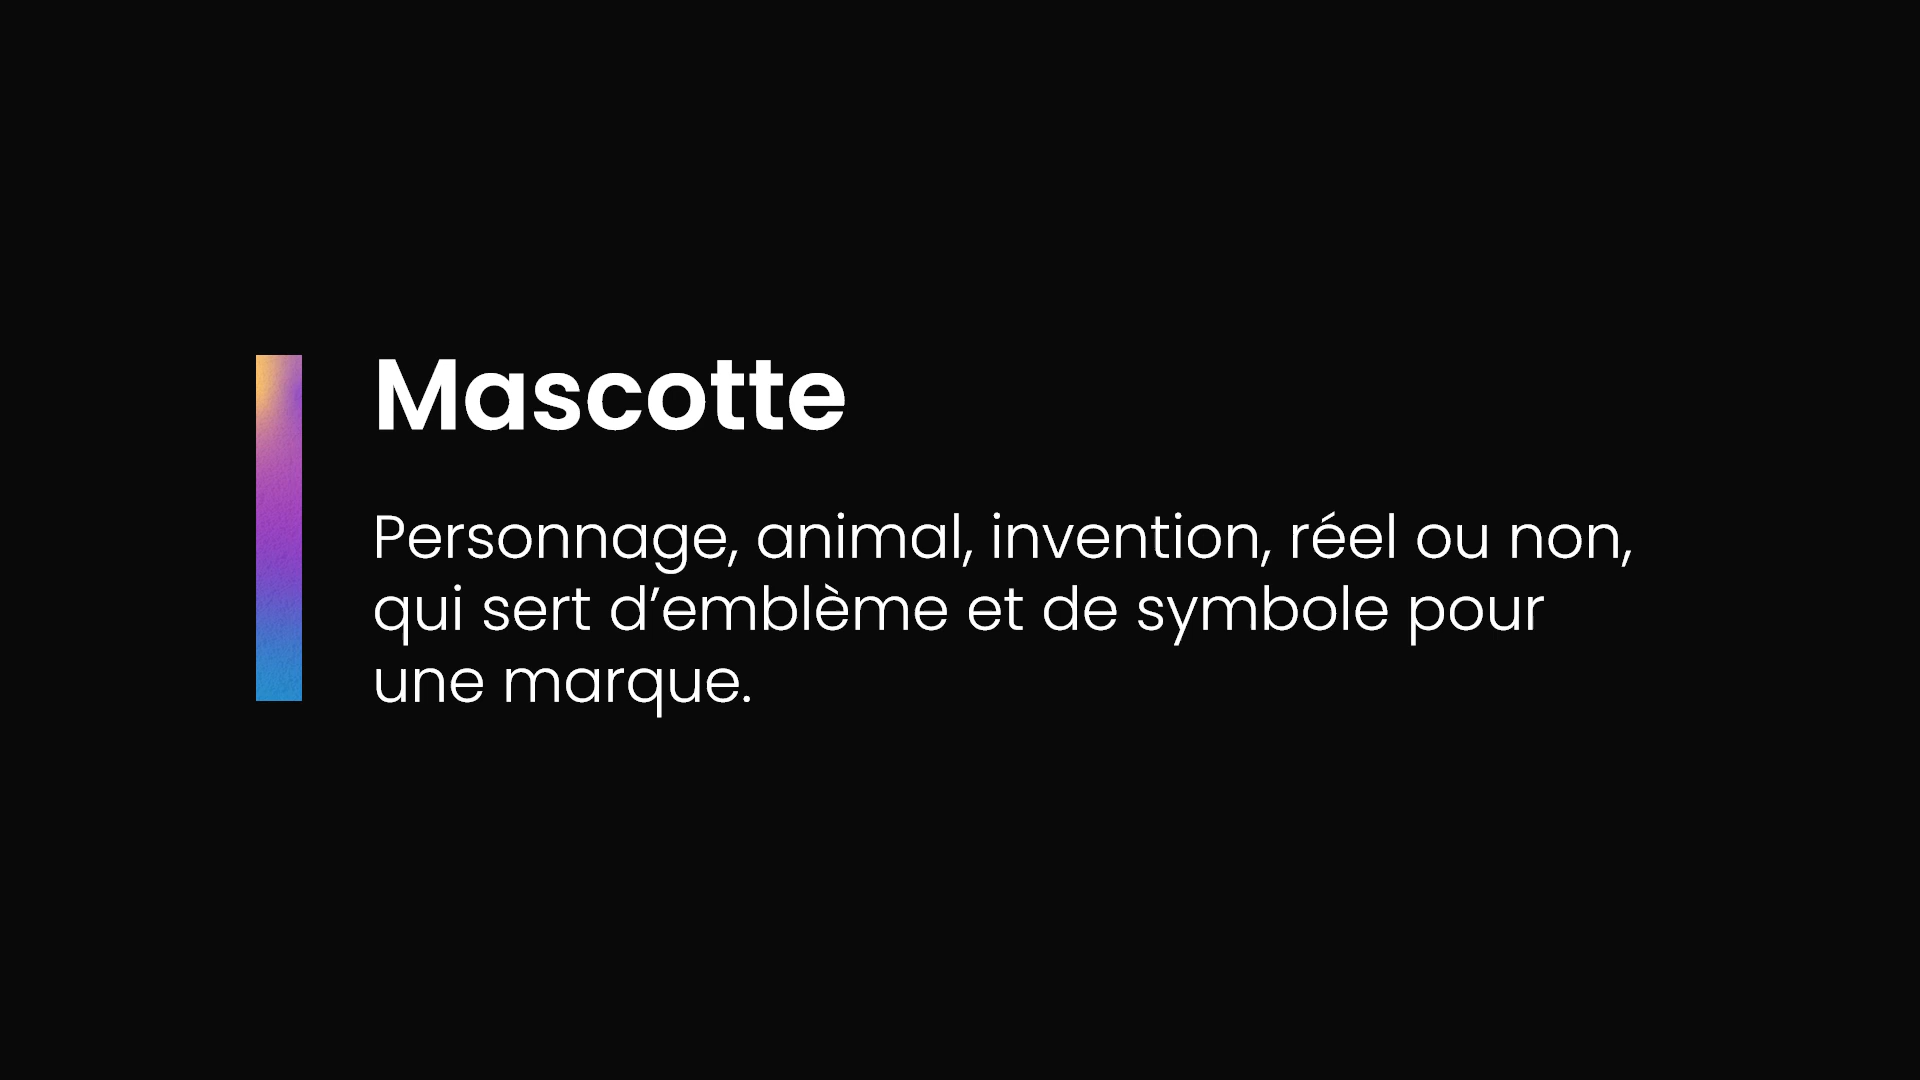 Mascotte
Personnage, animal, invention, réel ou non,
qui sert d’emblème et de symbole pour
une marque.